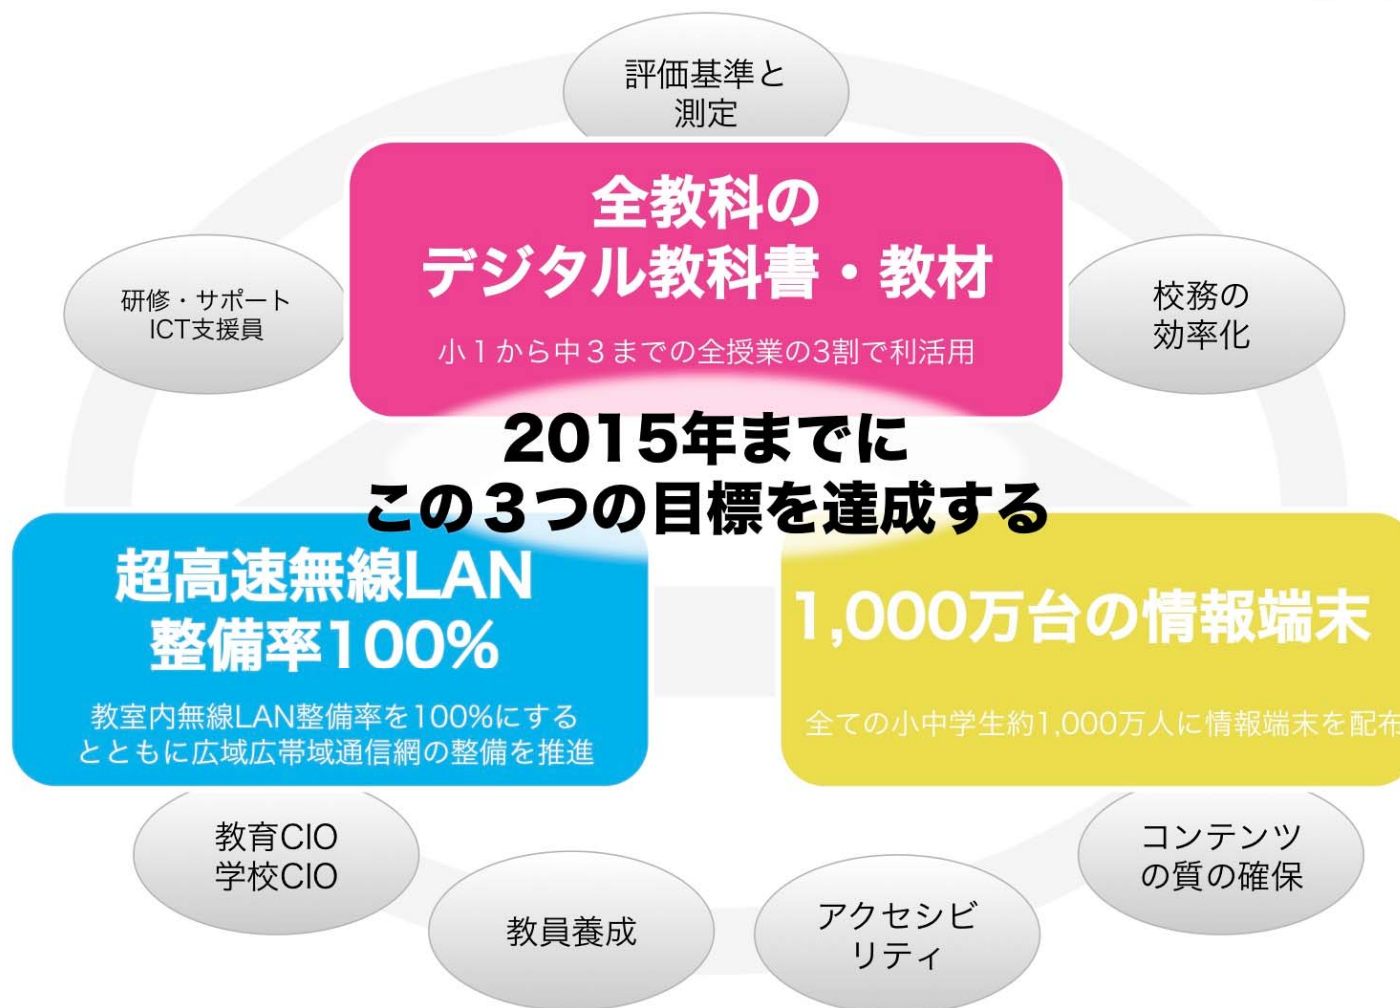 評価基準と
測定
全教科の
デジタル教科書・教材
小１から中３までの全授業の3割で利活用
研修・サポート
ICT支援員
校務の
効率化
2015年までに
この３つの目標を達成する
超高速無線LAN
整備率100%
教室内無線LAN整備率を100%にする
とともに広域広帯域通信網の整備を推進
1,000万台の情報端末
全ての小中学生約1,000万人に情報端末を配布
教育CIO
学校CIO
教員養成
アクセシビ
リティ
コンテンツ
の質の確保